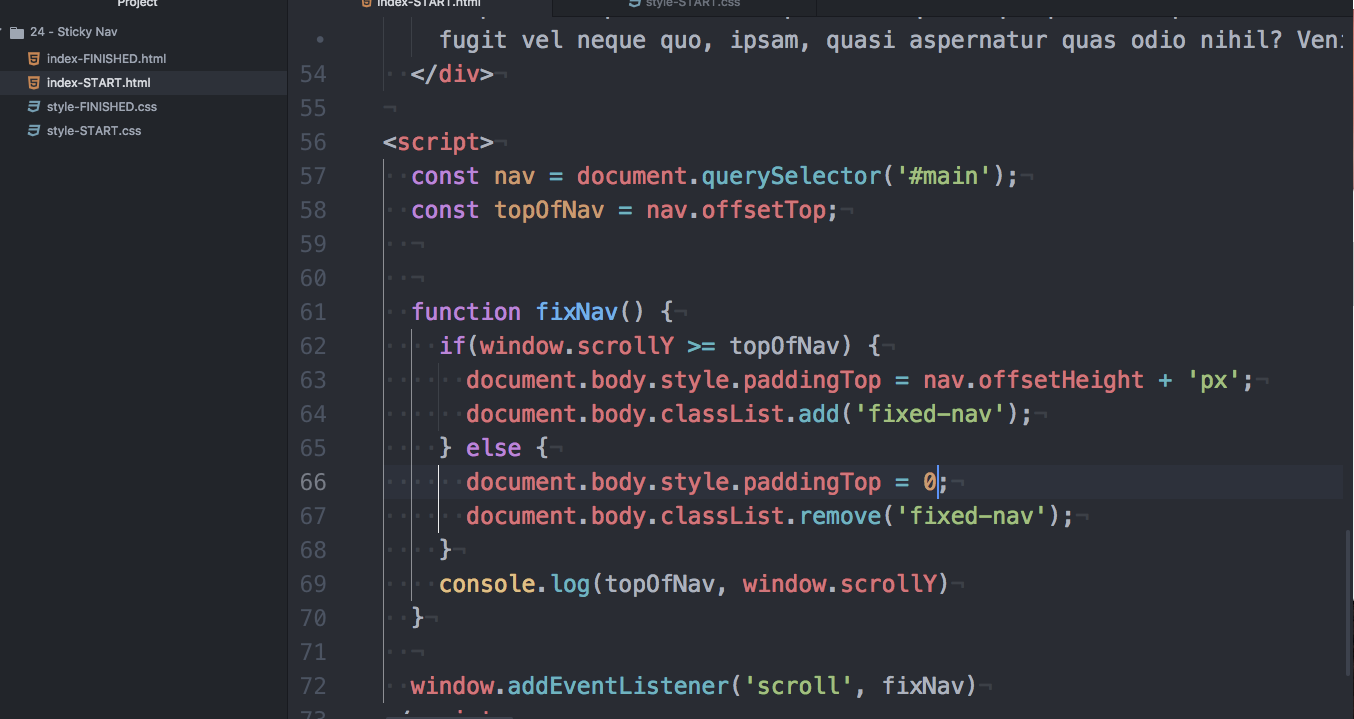 Project
24 - Sticky Nav
index-FINISHED.html
index-START.html
style-FINISHED.css
style-START.css
index-START.html
style-START.css
fugit vel neque quo, ipsam, quasi aspernatur quas odio nihil? Veni
54 </div>
55
56 <script>
57 const nav = document.querySelector('#main');
58 const topOfNav = nav.offsetTop;
59
60
61 function fixNav() {
62 if(window.scrollY >= topOfNav) {
63 document.body.style.paddingTop = nav.offsetHeight + 'px';
64 document.body.classList.add('fixed-nav');
65 } else {
66 document.body.style.paddingTop = 0;
67 document.body.classList.remove('fixed-nav');
68 }
69 console.log(topOfNav, window.scrollY)
70 }
71
72 window.addEventListener('scroll', fixNav)
73